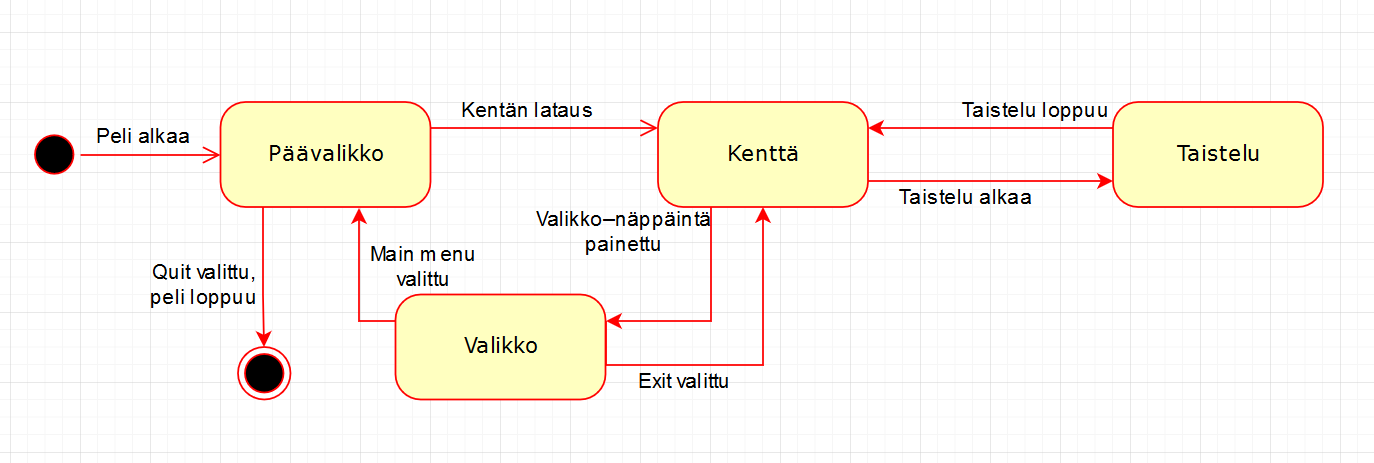 Peli alkaa
Päävalikko
Kentän lataus
Kenttä
Taistelu loppuu
Taistelu
Taistelu alkaa
Valikko–näppäintä
painettu
Main menu
valittu
Quit valittu,
peli loppuu
Valikko
Exit valittu